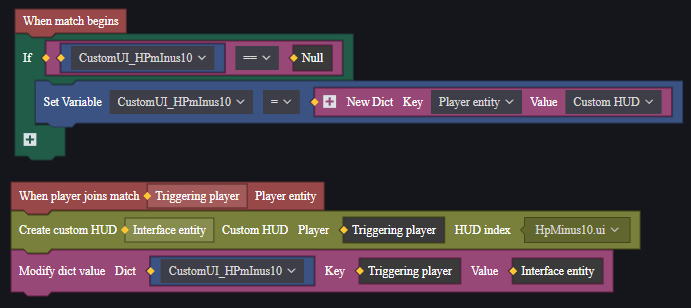 When match begins
If CustomUI_HPmInus10 == Null
Set Variable CustomUI_HPmInus10 = New Dict Key Player entity Value Custom HUD
When player joins match Triggering player Player entity
Create custom HUD Interface entity Custom HUD Player Triggering player HUD index HpMinus10.ui
Modify dict value Dict CustomUI_HPmInus10 Key Triggering player Value Interface entity